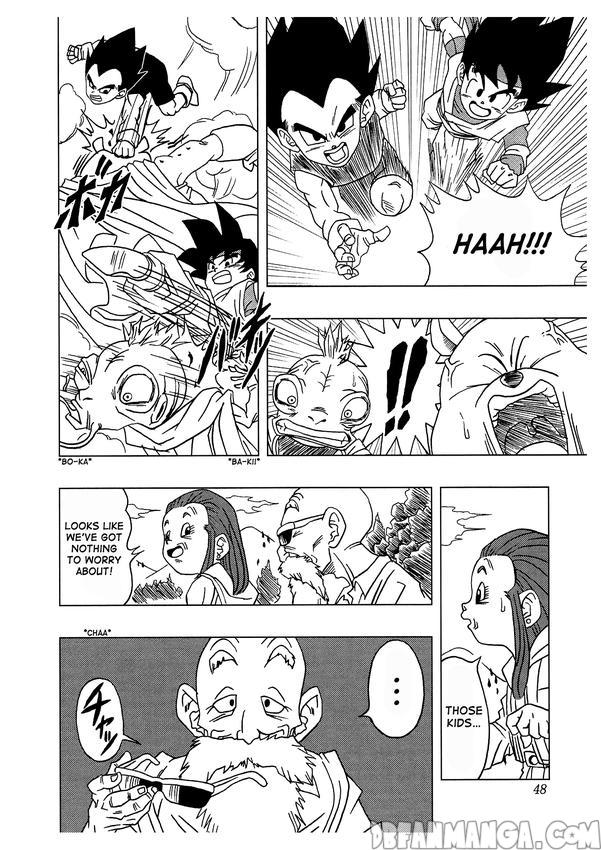 HAAH!!!
ボカ
バキィ
*BO-KA*
*BA-KII*
!!
THOSE
KIDS...
LOOKS LIKE
WE'VE GOT
NOTHING
TO WORRY
ABOUT!
*CHAA*
チャッ
...
48
DBFANMANGA.COM